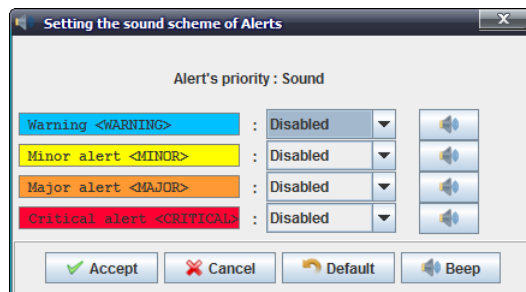 Setting the sound scheme of Alerts
X
Alert's priority : Sound
Warning <WARNING> : Disabled
Minor alert <MINOR> : Disabled
Major alert <MAJOR> : Disabled
Critical alert <CRITICAL> : Disabled
Accept Cancel Default Beep